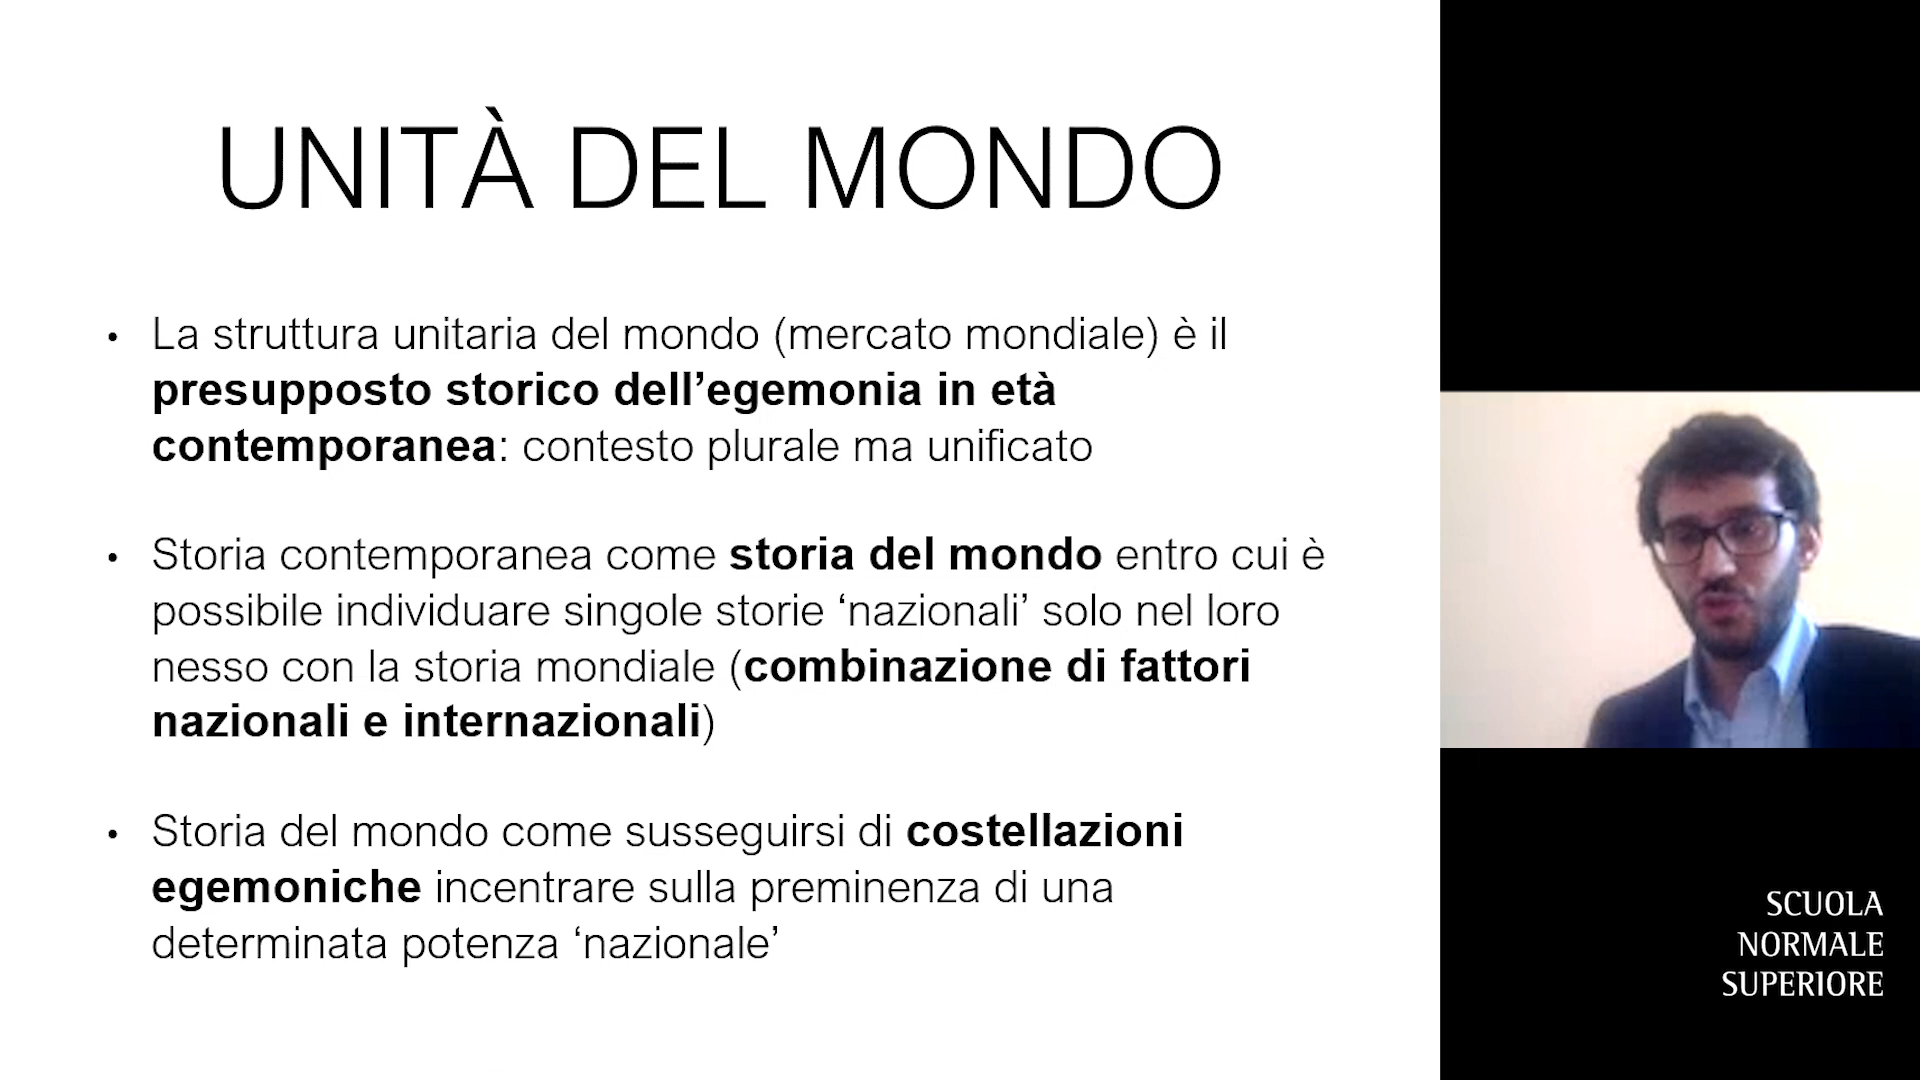 UNITÀ DEL MONDO
• La struttura unitaria del mondo (mercato mondiale) è il
presupposto storico dell’egemonia in età
contemporanea: contesto plurale ma unificato
• Storia contemporanea come storia del mondo entro cui è
possibile individuare singole storie ‘nazionali’ solo nel loro
nesso con la storia mondiale (combinazione di fattori
nazionali e internazionali)
• Storia del mondo come susseguirsi di costellazioni
egemoniche incentrare sulla preminenza di una
determinata potenza ‘nazionale’
SCUOLA
NORMALE
SUPERIORE